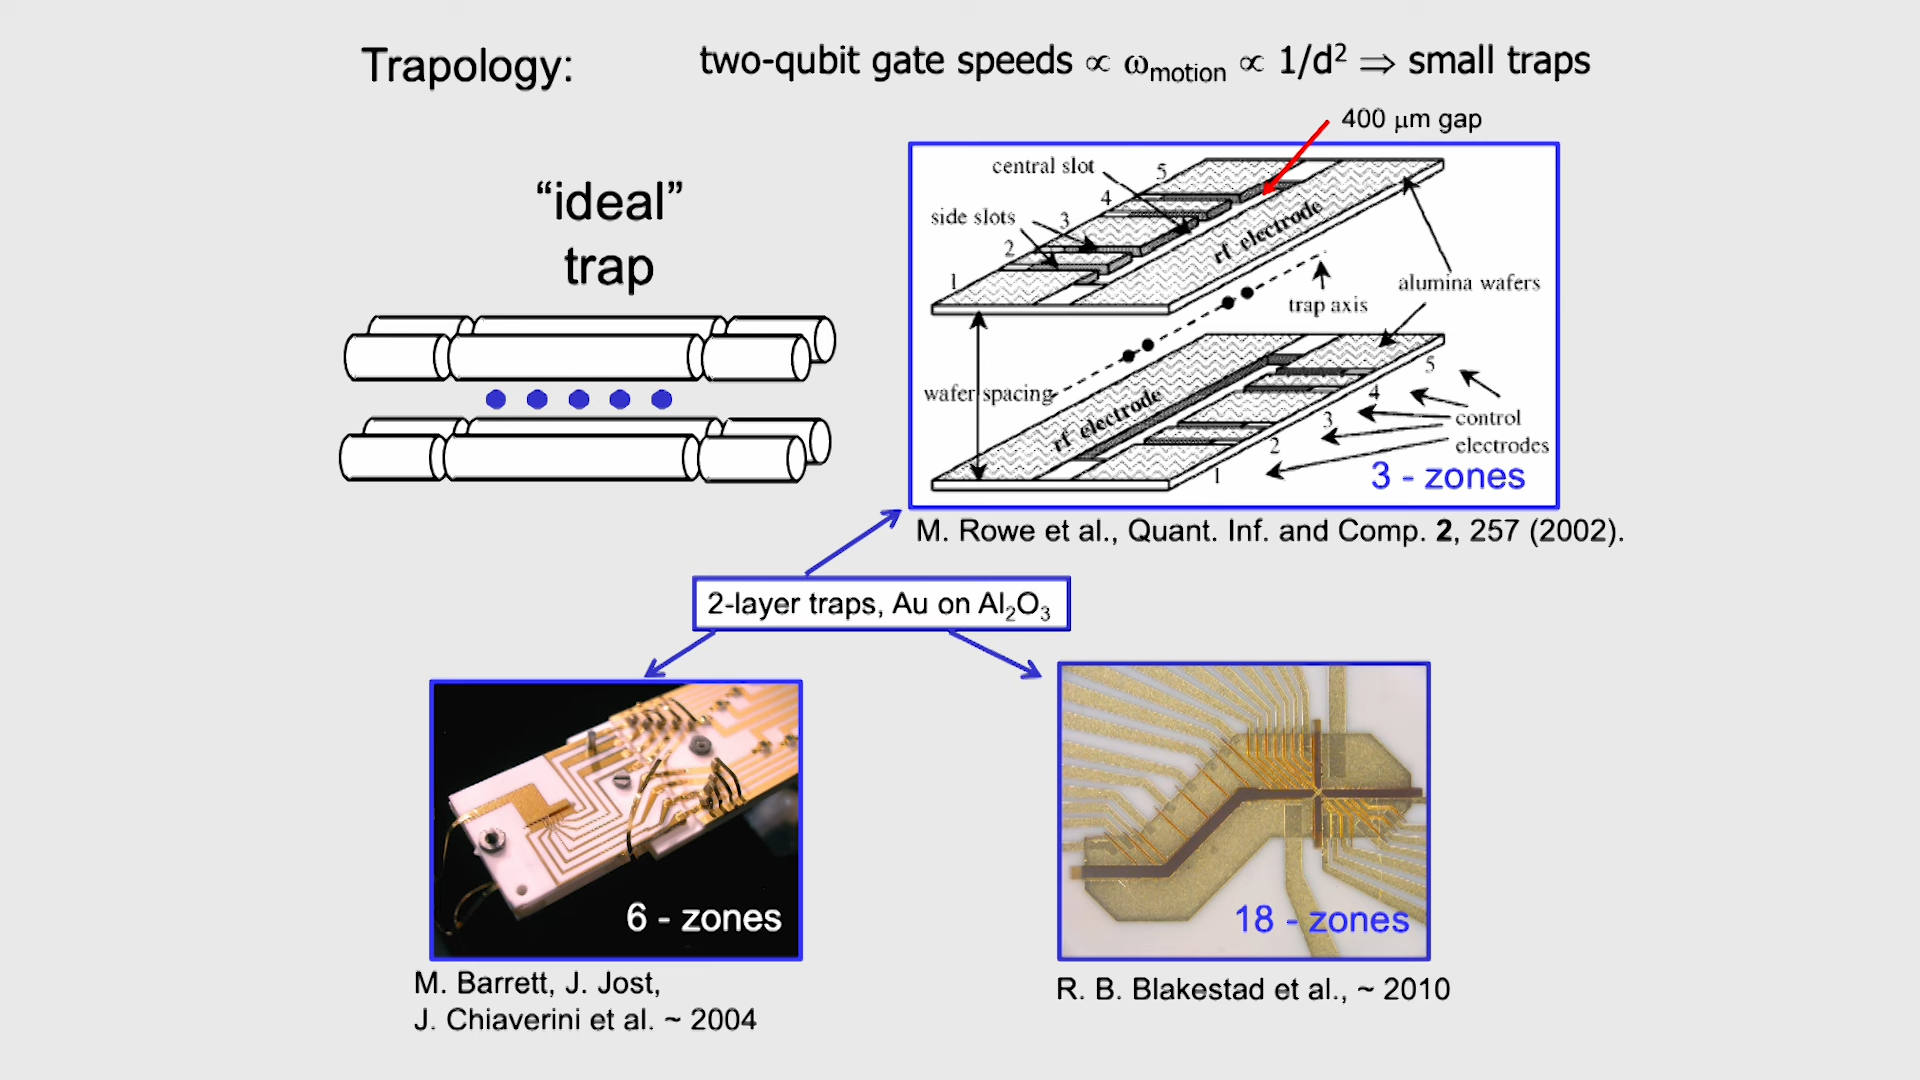 Trapology:
two-qubit gate speeds ∝ ωmotion ∝ 1/d² ⇒ small traps
400 μm gap
"ideal"
trap
central slot
side slots
5
4
3
2
1
rf electrode
trap axis
alumina wafers
wafer spacing
rf electrode
5
4
3
2
1
control
electrodes
3 - zones
M. Rowe et al., Quant. Inf. and Comp. 2, 257 (2002).
2-layer traps, Au on Al₂O₃
6 - zones
18 - zones
M. Barrett, J. Jost,
J. Chiaverini et al. ~ 2004
R. B. Blakestad et al., ~ 2010